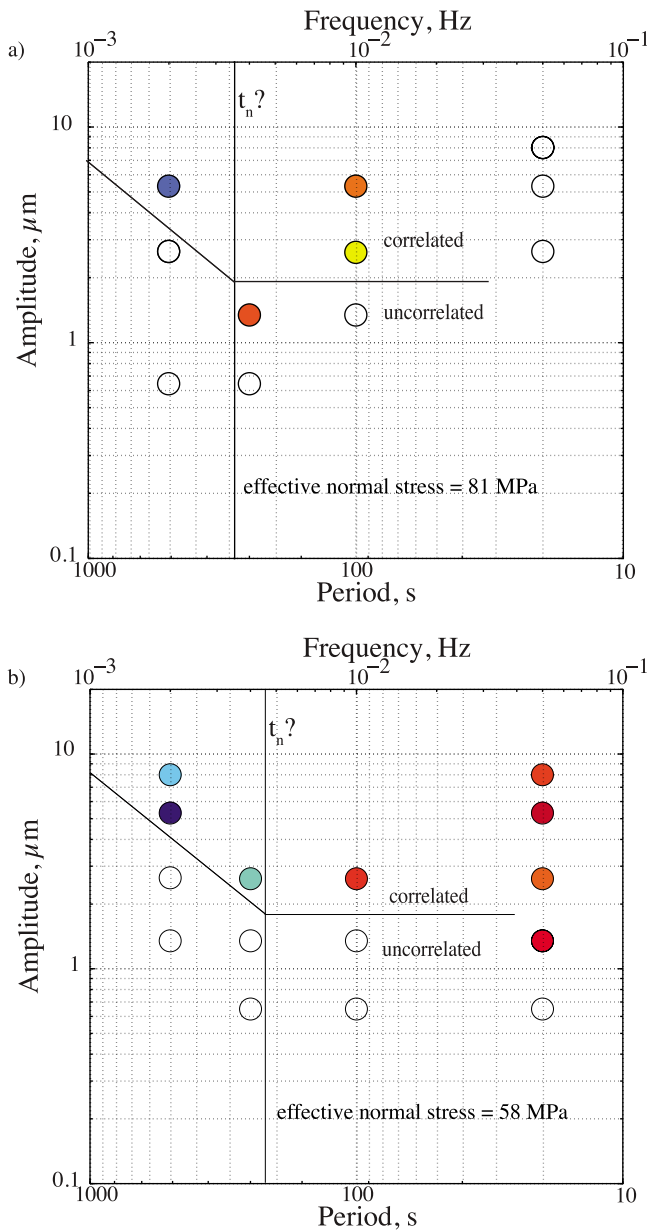 Frequency, Hz
a)
10−3 10−2 10−1
tn?
10
correlated
uncorrelated
Amplitude, μm
1
effective normal stress = 81 MPa
0.1
1000 100 10
Period, s
Frequency, Hz
b)
10−3 10−2 10−1
tn?
10
correlated
uncorrelated
Amplitude, μm
1
effective normal stress = 58 MPa
0.1
1000 100 10
Period, s